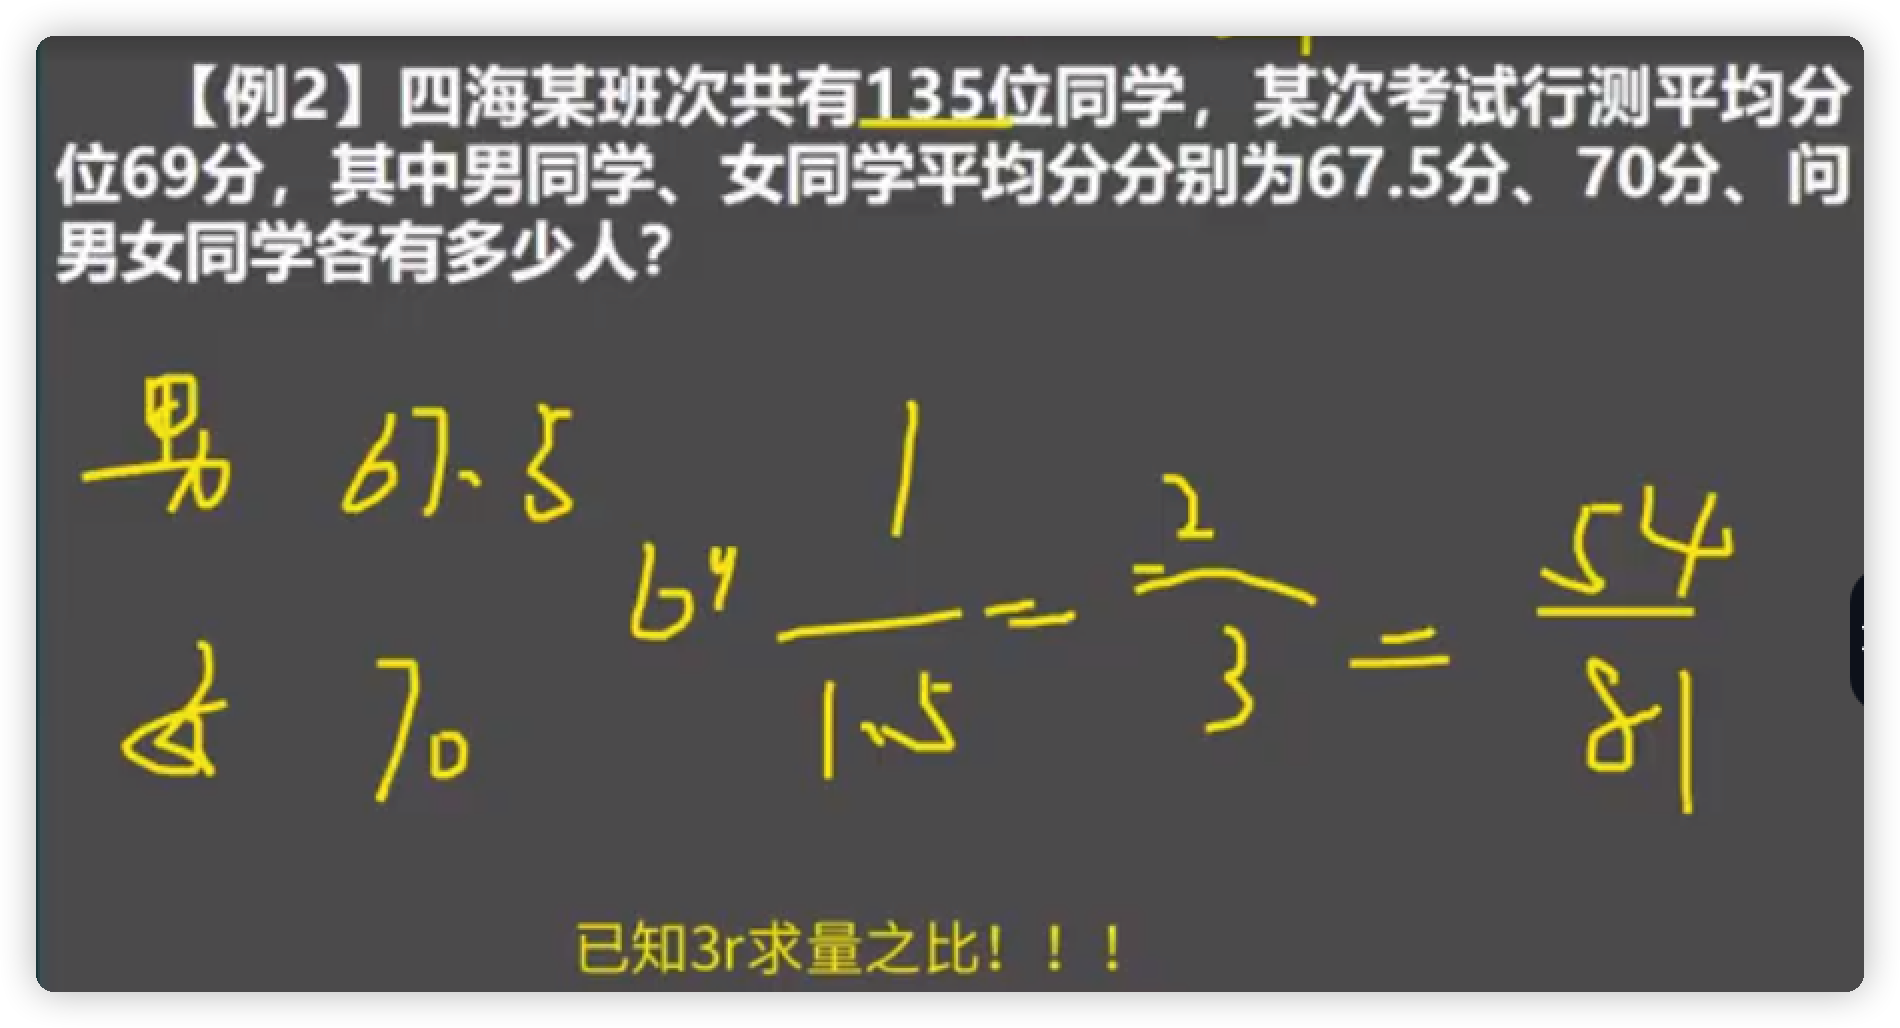 【例2】四海某班次共有135位同学，某次考试行测平均分
位69分，其中男同学、女同学平均分分别为67.5分、70分、问
男女同学各有多少人？
男 67.5
69
1
1.5
=
2
3
=
54
81
女 70
已知3r求量之比！！！